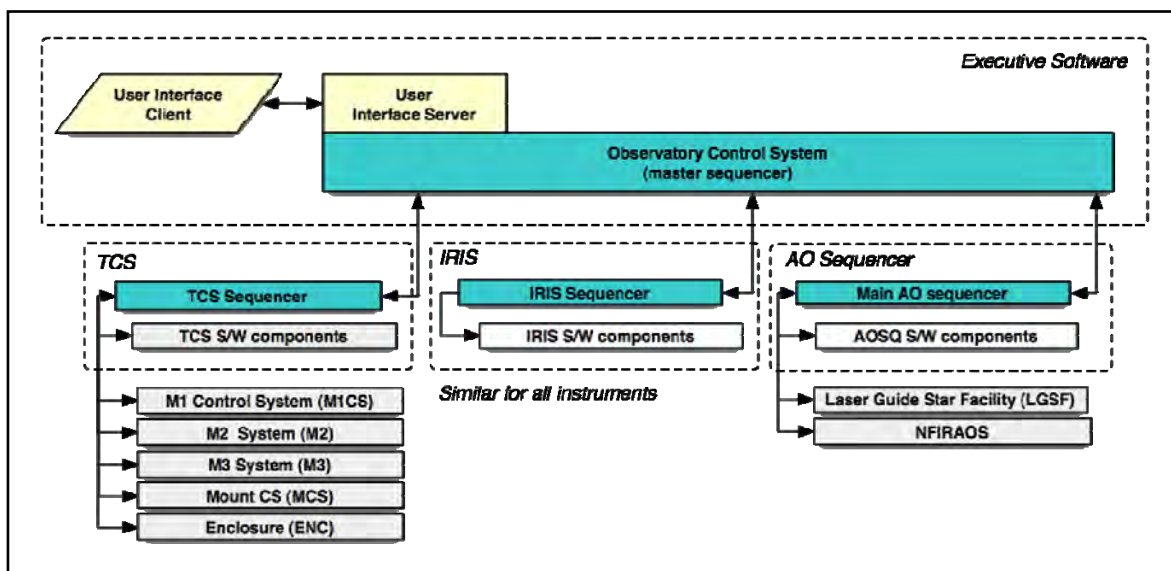 Executive Software
User Interface
Client
User
Interface Server
Observatory Control System
(master sequencer)
TCS
TCS Sequencer
TCS S/W components
M1 Control System (M1CS)
M2 System (M2)
M3 System (M3)
Mount CS (MCS)
Enclosure (ENC)
IRIS
IRIS Sequencer
IRIS S/W components
Similar for all instruments
AO Sequencer
Main AO sequencer
AOSQ S/W components
Laser Guide Star Facility (LGSF)
NFIRAOS